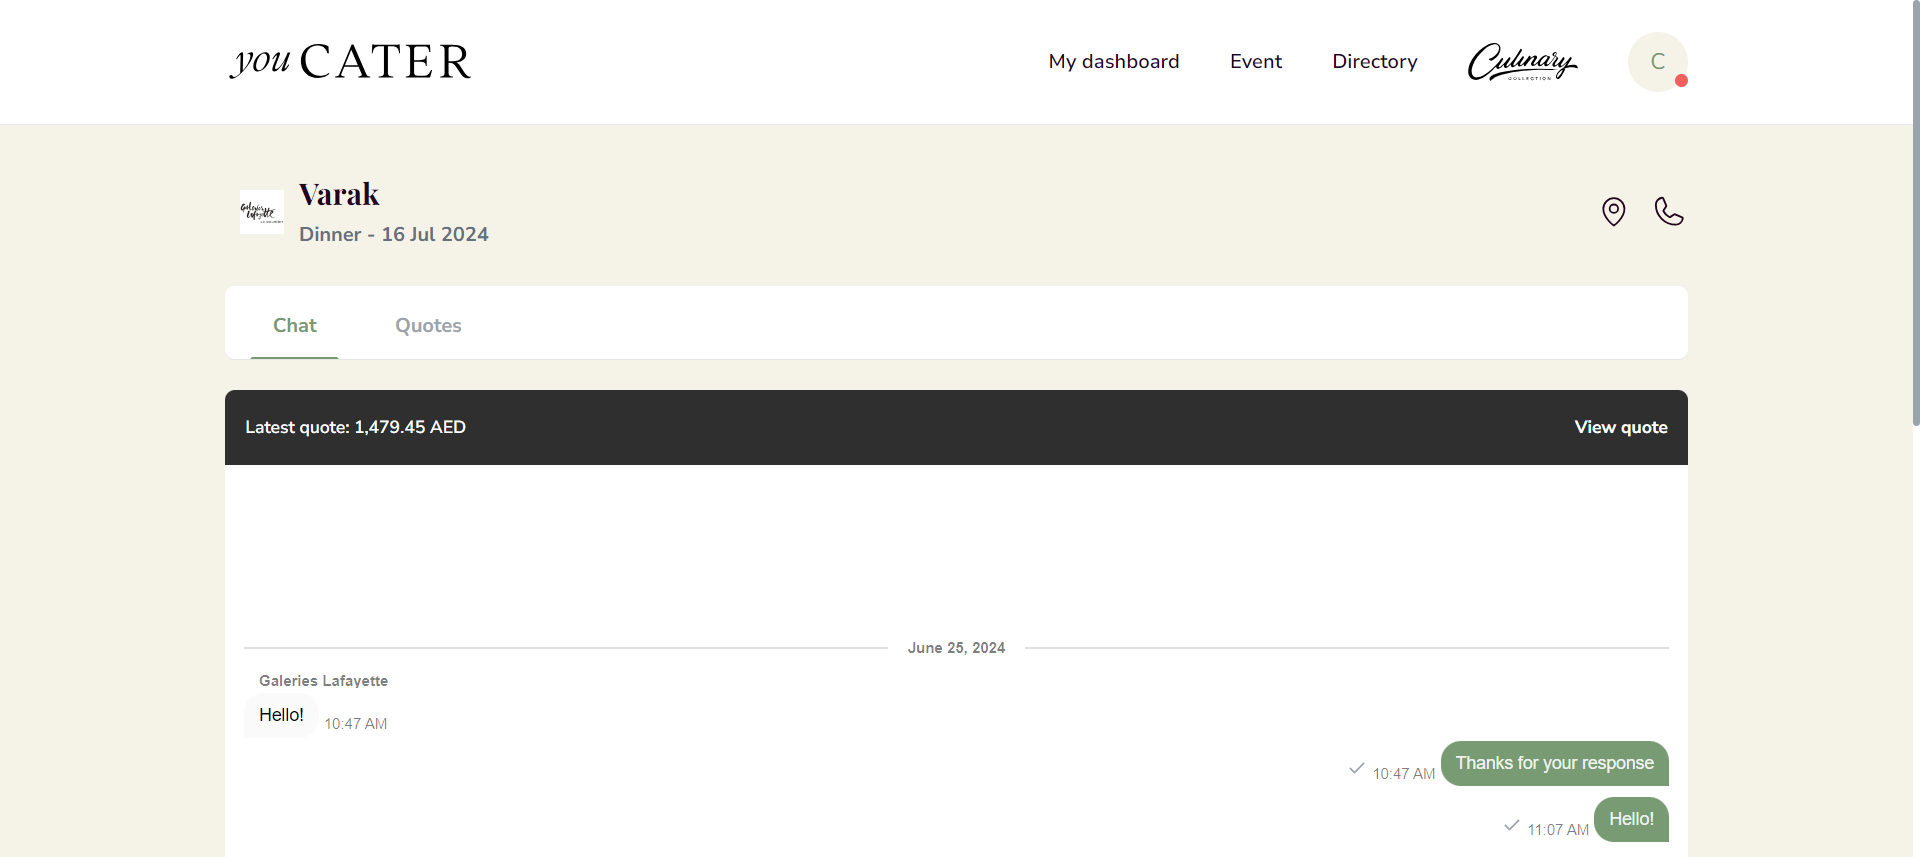 you CATER
My dashboard
Event
Directory
Culinary
COLLECTION
C
Galeries
Lafayette
Varak
Dinner - 16 Jul 2024
Chat
Quotes
Latest quote: 1,479.45 AED
View quote
June 25, 2024
Galeries Lafayette
Hello!
10:47 AM
10:47 AM
Thanks for your response
11:07 AM
Hello!